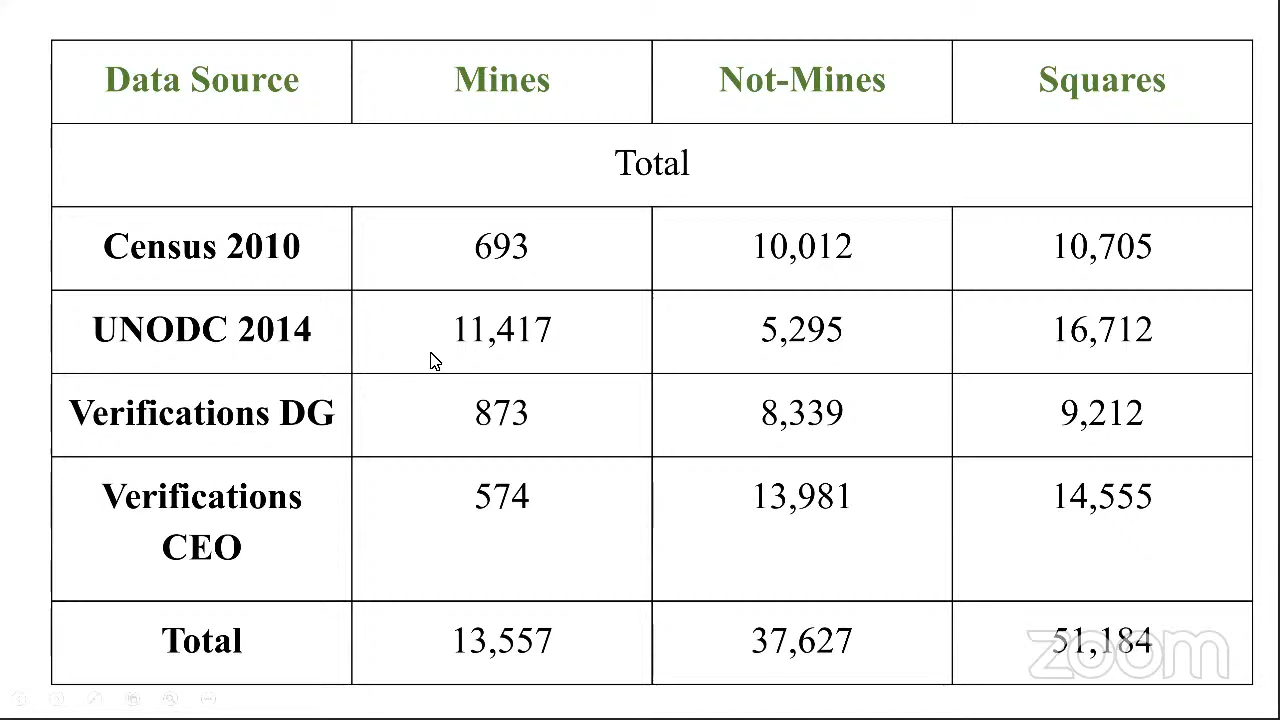 Data Source Mines Not-Mines Squares
Total
Census 2010 693 10,012 10,705
UNODC 2014 11,417 5,295 16,712
Verifications DG 873 8,339 9,212
Verifications 574 13,981 14,555
CEO
Total 13,557 37,627 51,184
zoom